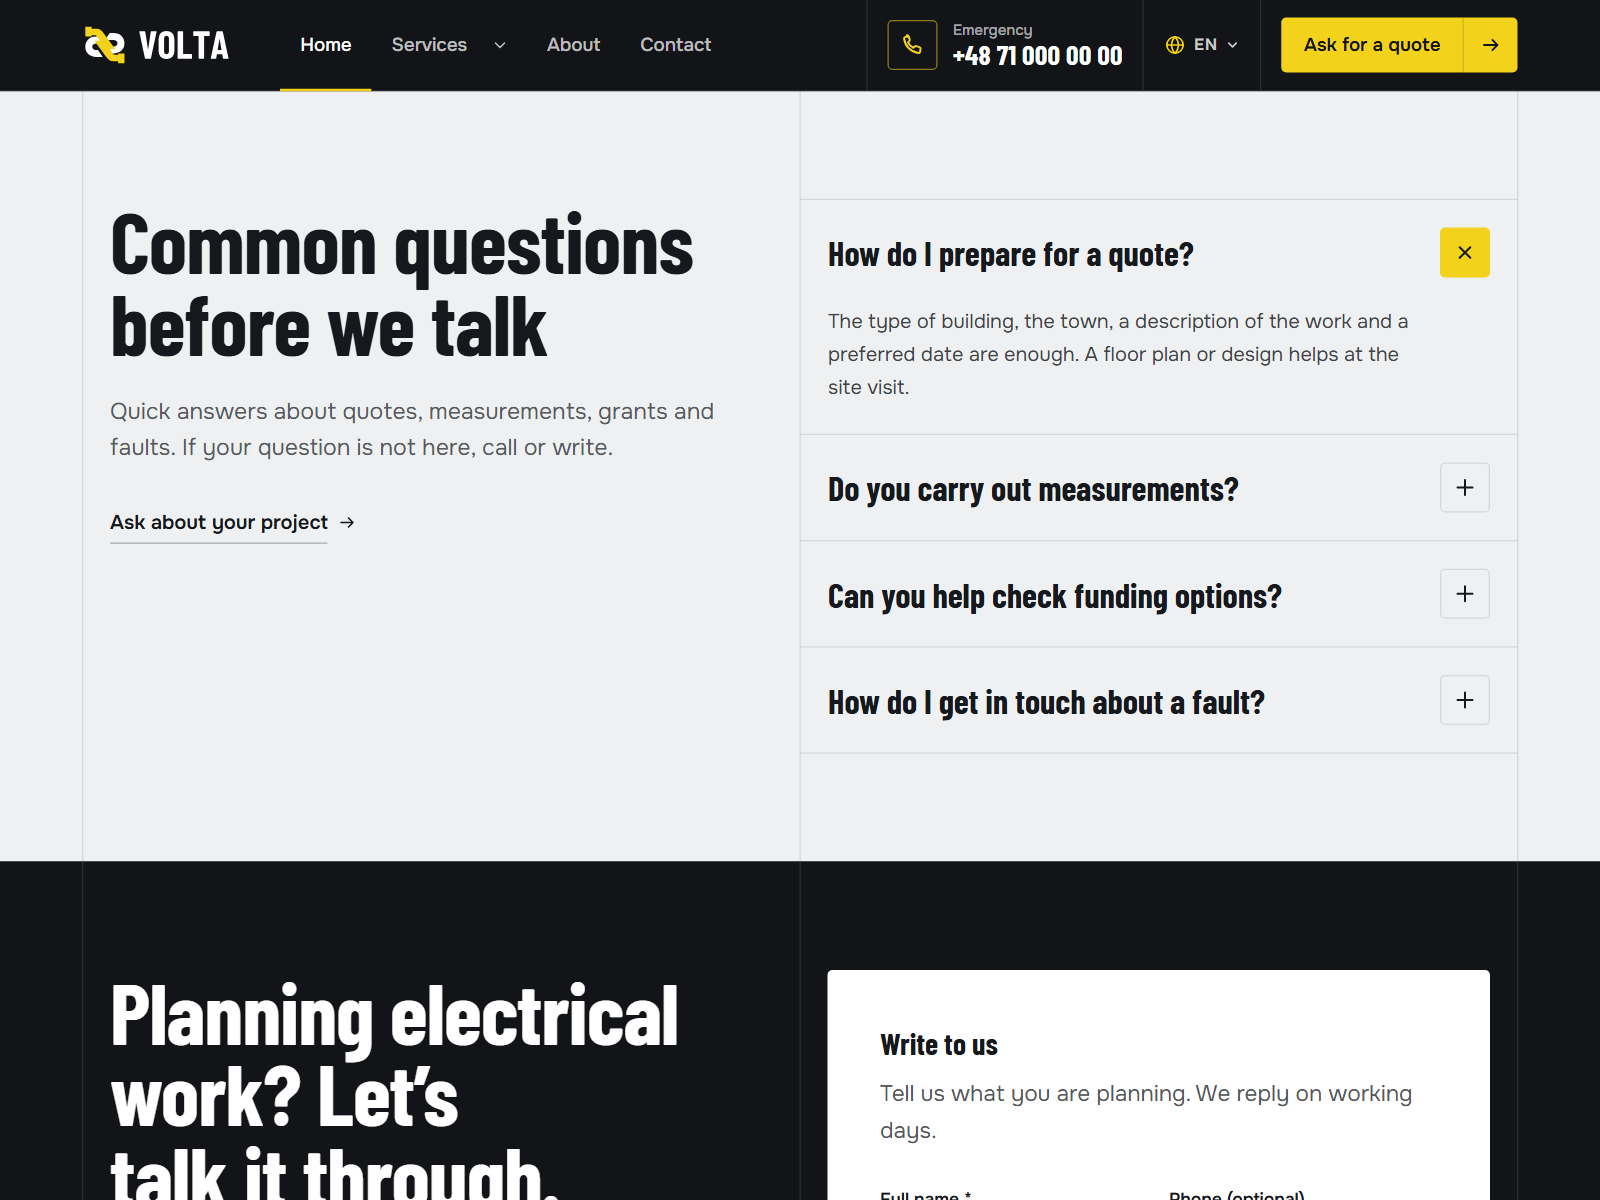 VOLTA
Home
Services
About
Contact
Emergency
+48 71 000 00 00
EN
Ask for a quote
Common questions
before we talk
Quick answers about quotes, measurements, grants and
faults. If your question is not here, call or write.
Ask about your project
How do I prepare for a quote?
The type of building, the town, a description of the work and a
preferred date are enough. A floor plan or design helps at the
site visit.
Do you carry out measurements?
Can you help check funding options?
How do I get in touch about a fault?
Planning electrical
work? Let’s
talk it through.
Write to us
Tell us what you are planning. We reply on working
days.
Full name *
Phone (optional)